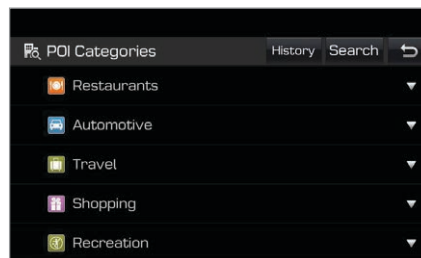 POI Categories History Search
Restaurants
Automotive
Travel
Shopping
Recreation